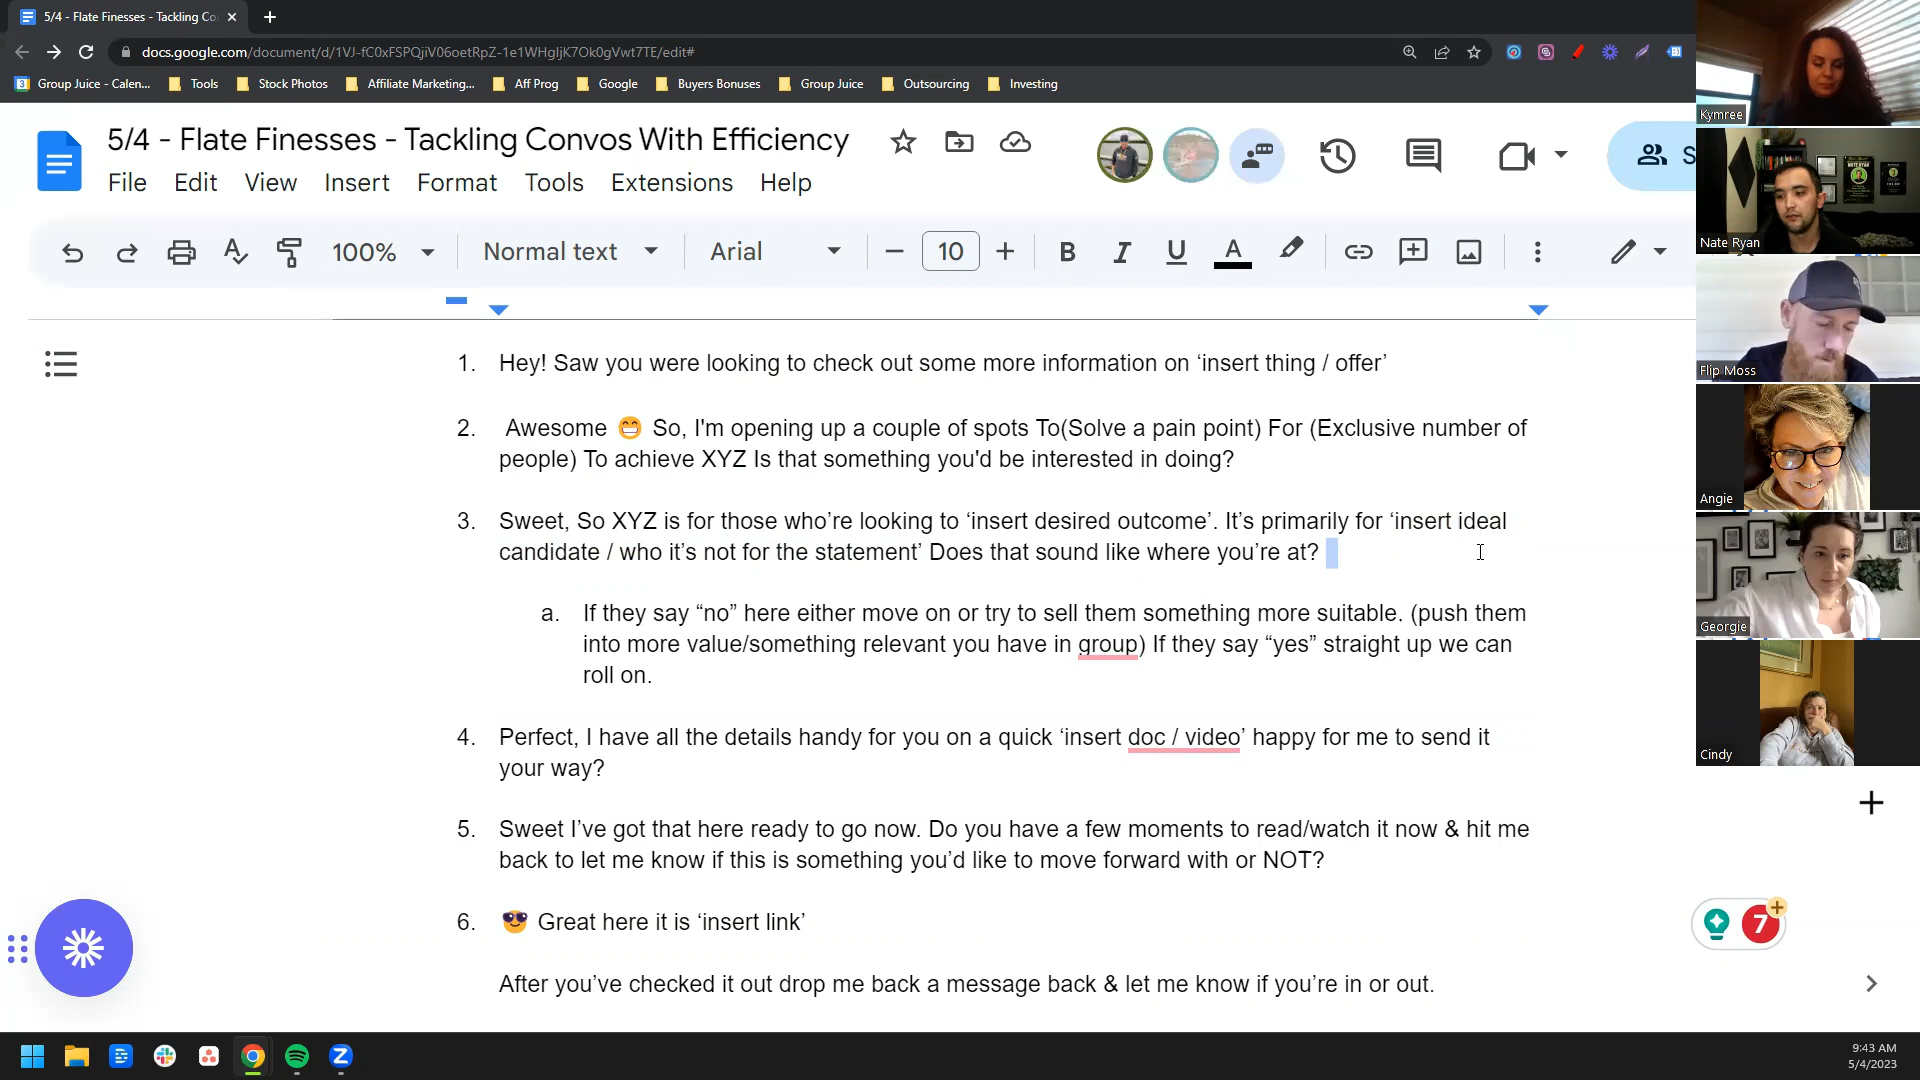 5/4 - Flate Finesses - Tackling Co
docs.google.com/document/d/1VJ-fC0xFSPQjiV06oetRpZ-1e1WHgIjK7Ok0gVwt7TE/edit#
Group Juice - Calen...
Tools
Stock Photos
Affiliate Marketing...
Aff Prog
Google
Buyers Bonuses
Group Juice
Outsourcing
Investing
5/4 - Flate Finesses - Tackling Convos With Efficiency
File Edit View Insert Format Tools Extensions Help
S
100% Normal text Arial 10 B I U A
1. Hey! Saw you were looking to check out some more information on ‘insert thing / offer’
2. Awesome 😁 So, I'm opening up a couple of spots To(Solve a pain point) For (Exclusive number of
people) To achieve XYZ Is that something you'd be interested in doing?
3. Sweet, So XYZ is for those who’re looking to ‘insert desired outcome’. It’s primarily for ‘insert ideal
candidate / who it’s not for the statement’ Does that sound like where you’re at?
a. If they say “no” here either move on or try to sell them something more suitable. (push them
into more value/something relevant you have in group) If they say “yes” straight up we can
roll on.
4. Perfect, I have all the details handy for you on a quick ‘insert doc / video’ happy for me to send it
your way?
5. Sweet I’ve got that here ready to go now. Do you have a few moments to read/watch it now & hit me
back to let me know if this is something you’d like to move forward with or NOT?
6. 😎 Great here it is ‘insert link’
After you’ve checked it out drop me back a message back & let me know if you’re in or out.
7
Kymree
Nate Ryan
Flip Moss
Angie
Georgie
Cindy
9:43 AM
5/4/2023